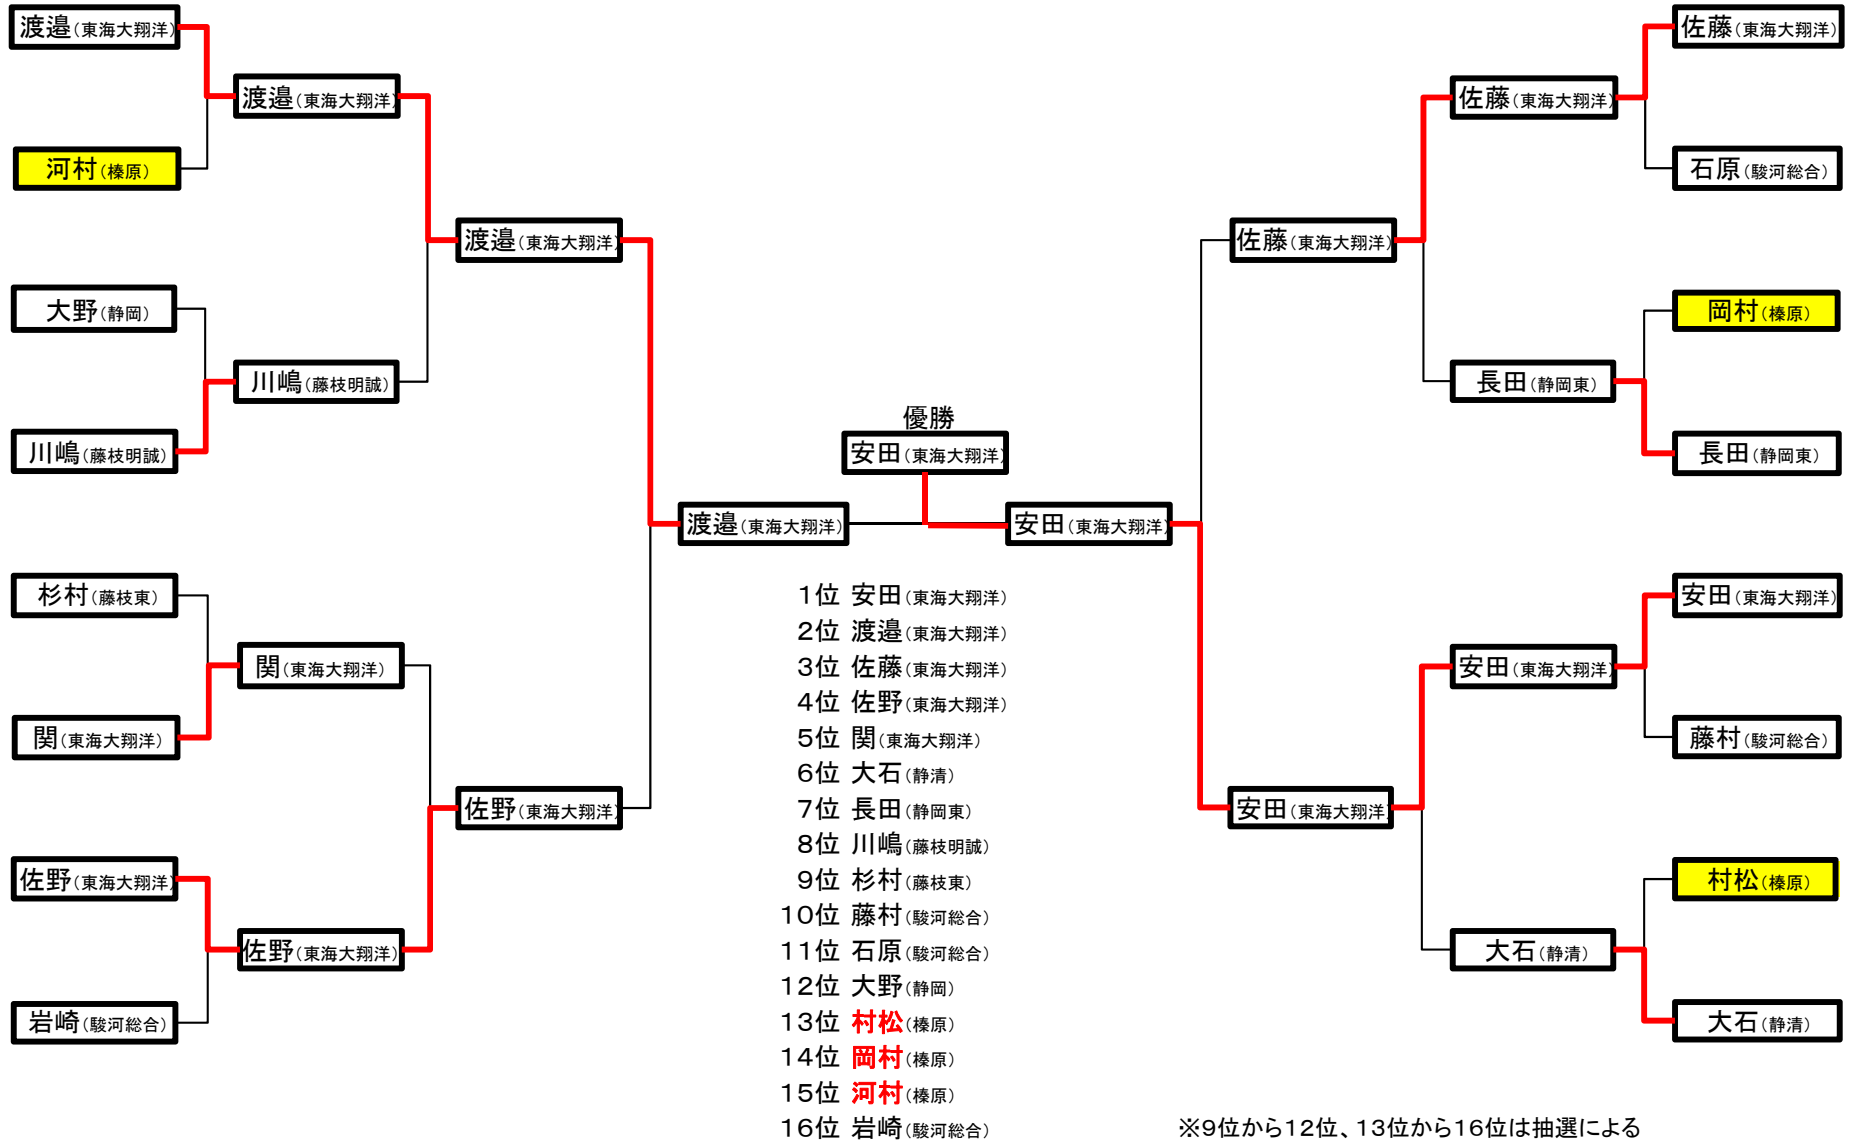 渡邉(東海大翔洋)
河村(榛原)
大野(静岡)
川嶋(藤枝明誠)
杉村(藤枝東)
関(東海大翔洋)
佐野(東海大翔洋)
岩崎(駿河総合)
渡邉(東海大翔洋)
川嶋(藤枝明誠)
関(東海大翔洋)
佐野(東海大翔洋)
渡邉(東海大翔洋)
佐野(東海大翔洋)
渡邉(東海大翔洋)
優勝
安田(東海大翔洋)
安田(東海大翔洋)
佐藤(東海大翔洋)
安田(東海大翔洋)
佐藤(東海大翔洋)
長田(静岡東)
安田(東海大翔洋)
大石(静清)
佐藤(東海大翔洋)
石原(駿河総合)
岡村(榛原)
長田(静岡東)
安田(東海大翔洋)
藤村(駿河総合)
村松(榛原)
大石(静清)
1位 安田(東海大翔洋)
2位 渡邉(東海大翔洋)
3位 佐藤(東海大翔洋)
4位 佐野(東海大翔洋)
5位 関(東海大翔洋)
6位 大石(静清)
7位 長田(静岡東)
8位 川嶋(藤枝明誠)
9位 杉村(藤枝東)
10位 藤村(駿河総合)
11位 石原(駿河総合)
12位 大野(静岡)
13位 村松(榛原)
14位 岡村(榛原)
15位 河村(榛原)
16位 岩崎(駿河総合)
※9位から12位、13位から16位は抽選による